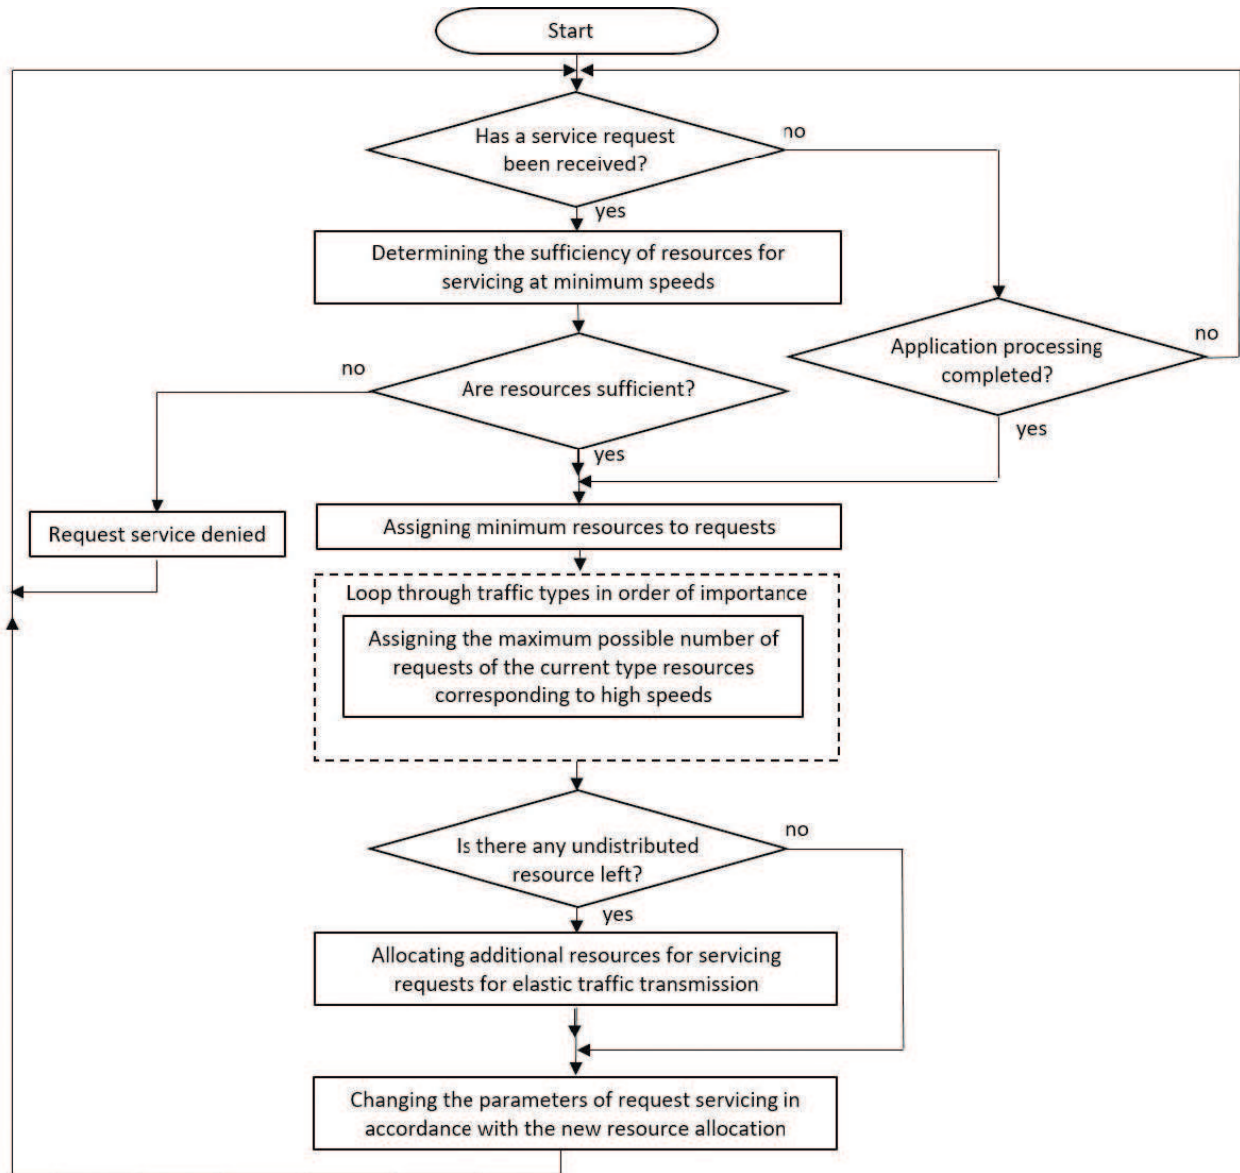 Start
Has a service request
been received?
no
yes
Determining the sufficiency of resources for
servicing at minimum speeds
Application processing
completed?
no
yes
Are resources sufficient?
no
yes
Request service denied
Assigning minimum resources to requests
Loop through traffic types in order of importance
Assigning the maximum possible number of
requests of the current type resources
corresponding to high speeds
Is there any undistributed
resource left?
no
yes
Allocating additional resources for servicing
requests for elastic traffic transmission
Changing the parameters of request servicing in
accordance with the new resource allocation